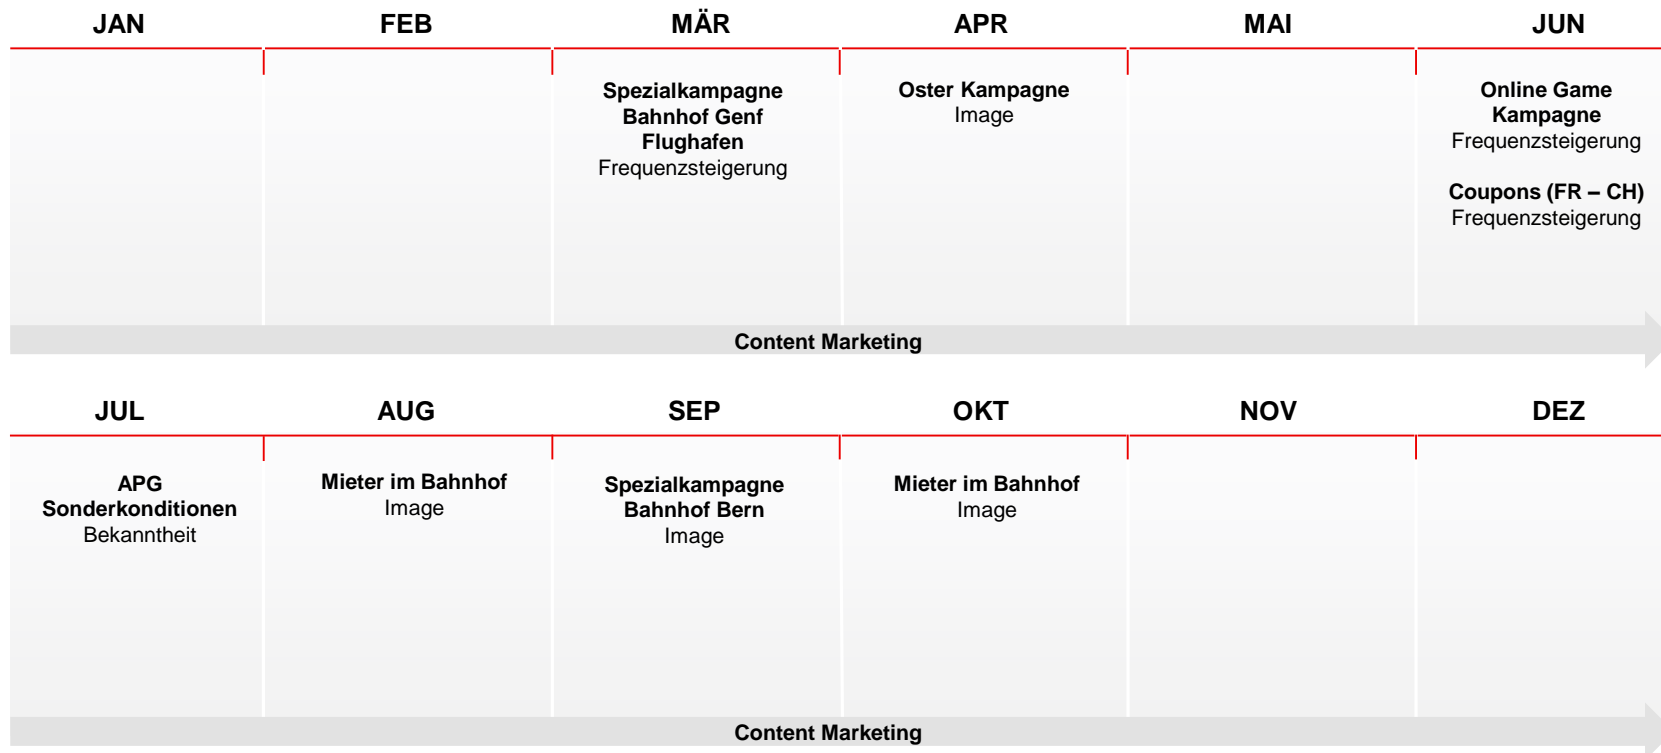 JAN FEB MÄR APR MAI JUN
Spezialkampagne
Bahnhof Genf
Flughafen
Frequenzsteigerung
Oster Kampagne
Image
Online Game
Kampagne
Frequenzsteigerung
Coupons (FR – CH)
Frequenzsteigerung
Content Marketing
JUL AUG SEP OKT NOV DEZ
APG
Sonderkonditionen
Bekanntheit
Mieter im Bahnhof
Image
Spezialkampagne
Bahnhof Bern
Image
Mieter im Bahnhof
Image
Content Marketing